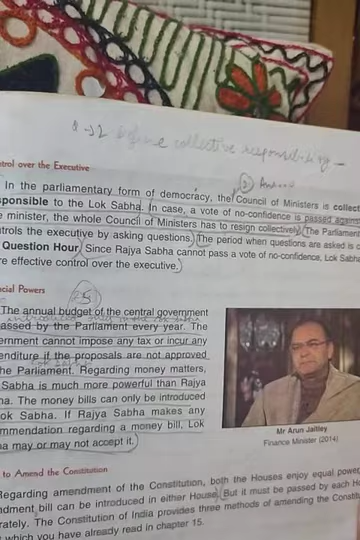 define collective responsibility —
trol over the Executive
In the parliamentary form of democracy, the Council of Ministers is collect
sponsible to the Lok Sabha. In case, a vote of no-confidence is passed against
e minister, the whole Council of Ministers has to resign collectively. The Parliament
ntrols the executive by asking questions. The period when questions are asked is c
Question Hour. Since Rajya Sabha cannot pass a vote of no-confidence, Lok Sabha
re effective control over the executive.
ncial Powers
25
The annual budget of the central government
assed by the Parliament every year. The
ernment cannot impose any tax or incur any
enditure if the proposals are not approved
he Parliament. Regarding money matters,
Sabha is much more powerful than Rajya
ha. The money bills can only be introduced
ok Sabha. If Rajya Sabha makes any
mmendation regarding a money bill, Lok
ha may or may not accept it.
Mr Arun Jaitley
Finance Minister (2014)
to Amend the Constitution
Regarding amendment of the Constitution, both the Houses enjoy equal power
ndment bill can be introduced in either House. But it must be passed by each Ho
rately. The Constitution of India provides three methods of amending the Constit
t which you have already read in chapter 15.